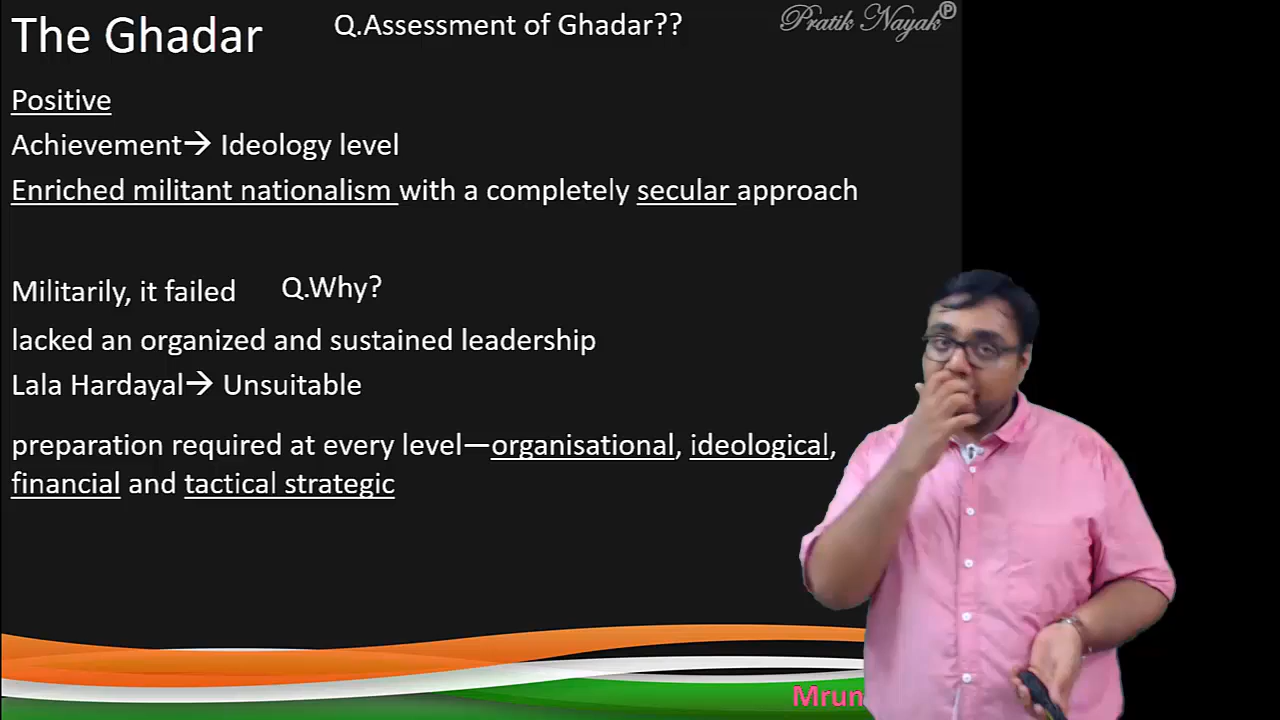 The Ghadar
Q.Assessment of Ghadar??
Pratik Nayak®
Positive
Achievement→ Ideology level
Enriched militant nationalism with a completely secular approach
Militarily, it failed
Q.Why?
lacked an organized and sustained leadership
Lala Hardayal→ Unsuitable
preparation required at every level—organisational, ideological,
financial and tactical strategic
Mrun